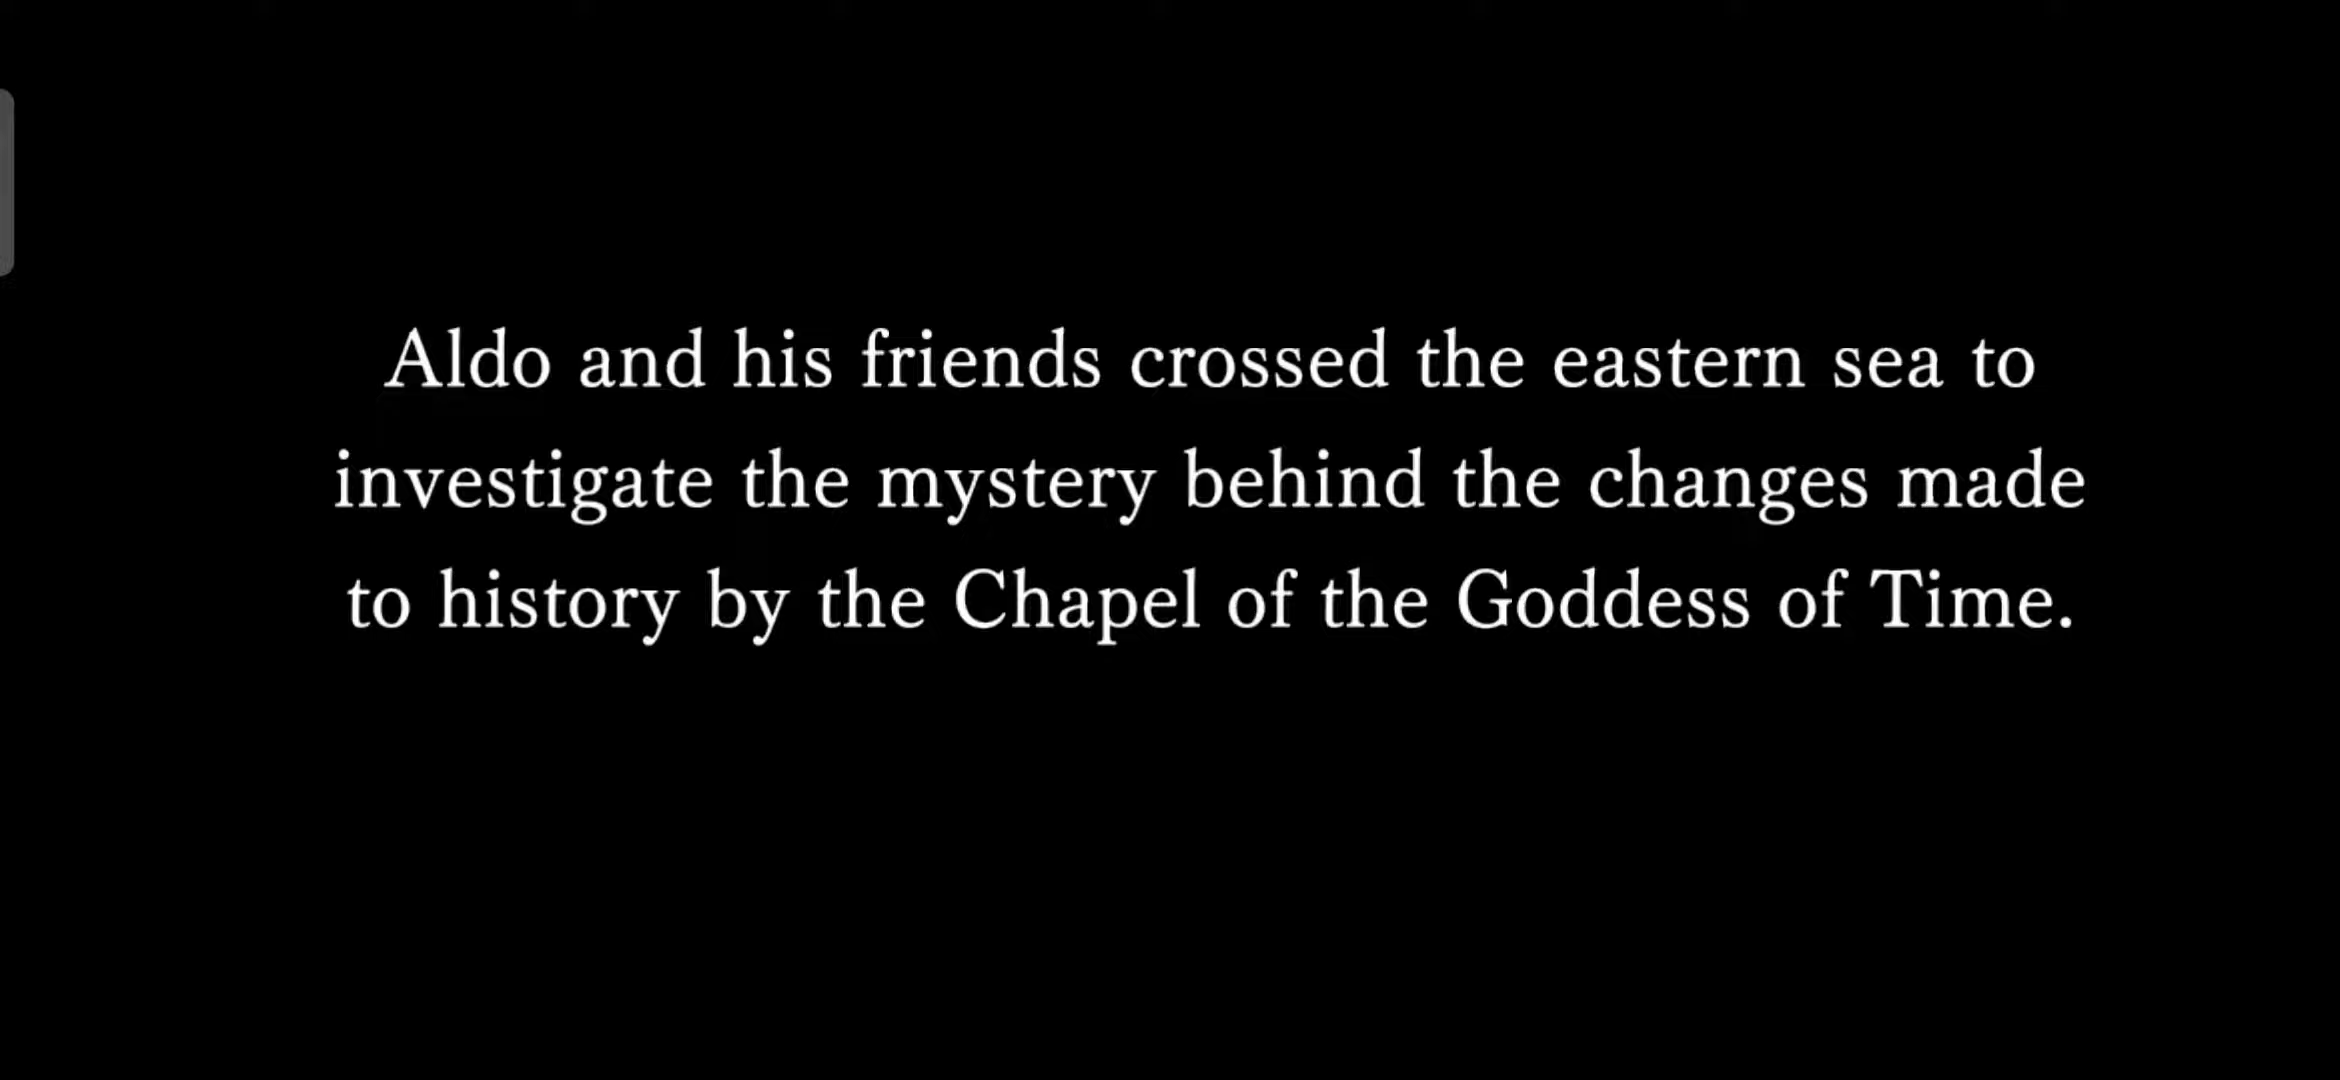 Aldo and his friends crossed the eastern sea to
investigate the mystery behind the changes made
to history by the Chapel of the Goddess of Time.